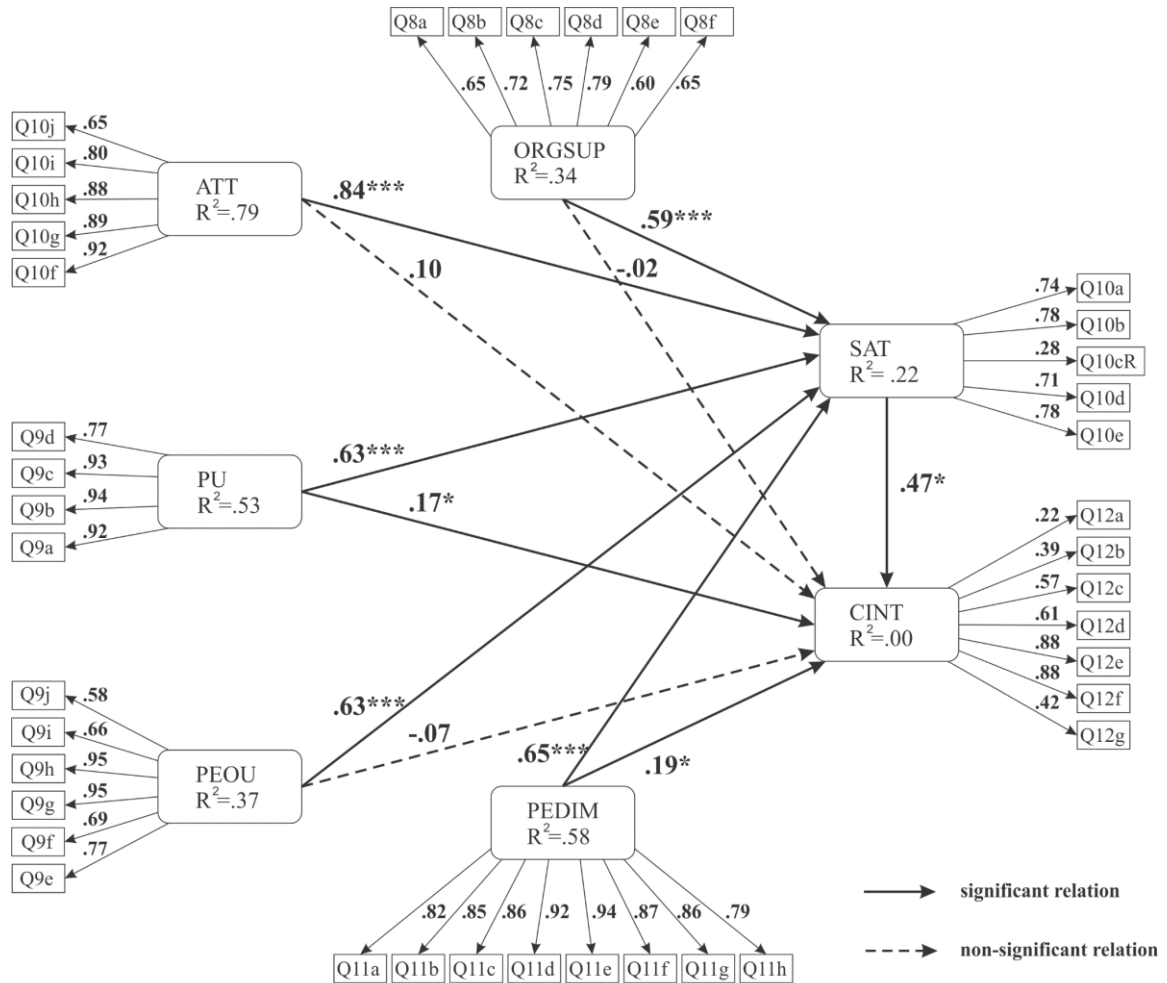 Q8a Q8b Q8c Q8d Q8e Q8f
.65 .72 .75 .79 .60 .65
ORGSUP
R²=.34
Q10j .65
Q10i .80
Q10h .88
Q10g .89
Q10f .92
ATT
R²=.79
.84***
.10
.59***
-.02
SAT
R²= .22
.74 Q10a
.78 Q10b
.28 Q10cR
.71 Q10d
.78 Q10e
Q9d .77
Q9c .93
Q9b .94
Q9a .92
PU
R²=.53
.63***
.17*
.47*
CINT
R²=.00
.22 Q12a
.39 Q12b
.57 Q12c
.61 Q12d
.88 Q12e
.88 Q12f
.42 Q12g
Q9j .58
Q9i .66
Q9h .95
Q9g .95
Q9f .69
Q9e .77
PEOU
R²=.37
.63***
-.07
.65***
.19*
PEDIM
R²=.58
.82 .85 .86 .92 .94 .87 .86 .79
Q11a Q11b Q11c Q11d Q11e Q11f Q11g Q11h
significant relation
non-significant relation